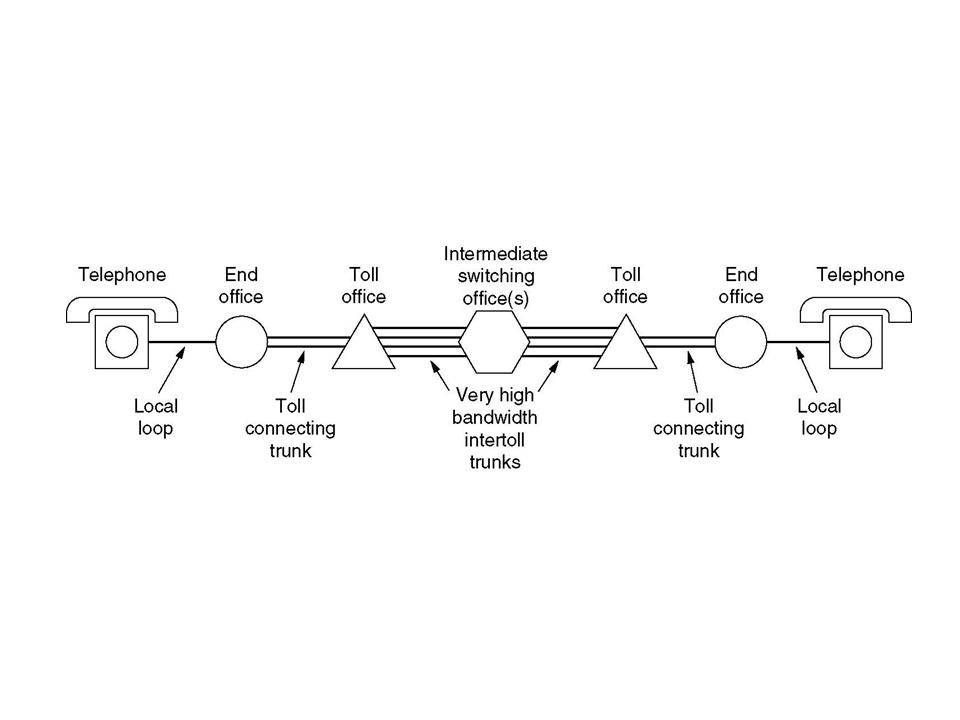 Telephone
End
office
Toll
office
Intermediate
switching
office(s)
Toll
office
End
office
Telephone
Local
loop
Toll
connecting
trunk
Very high
bandwidth
intertoll
trunks
Toll
connecting
trunk
Local
loop